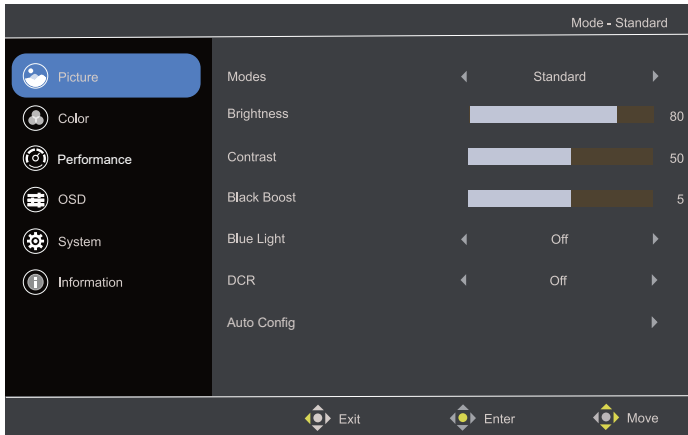 Mode - Standard
Picture
Modes Standard
Color
Brightness 80
Performance
Contrast 50
OSD
Black Boost 5
System
Blue Light Off
Information
DCR Off
Auto Config
Exit Enter Move